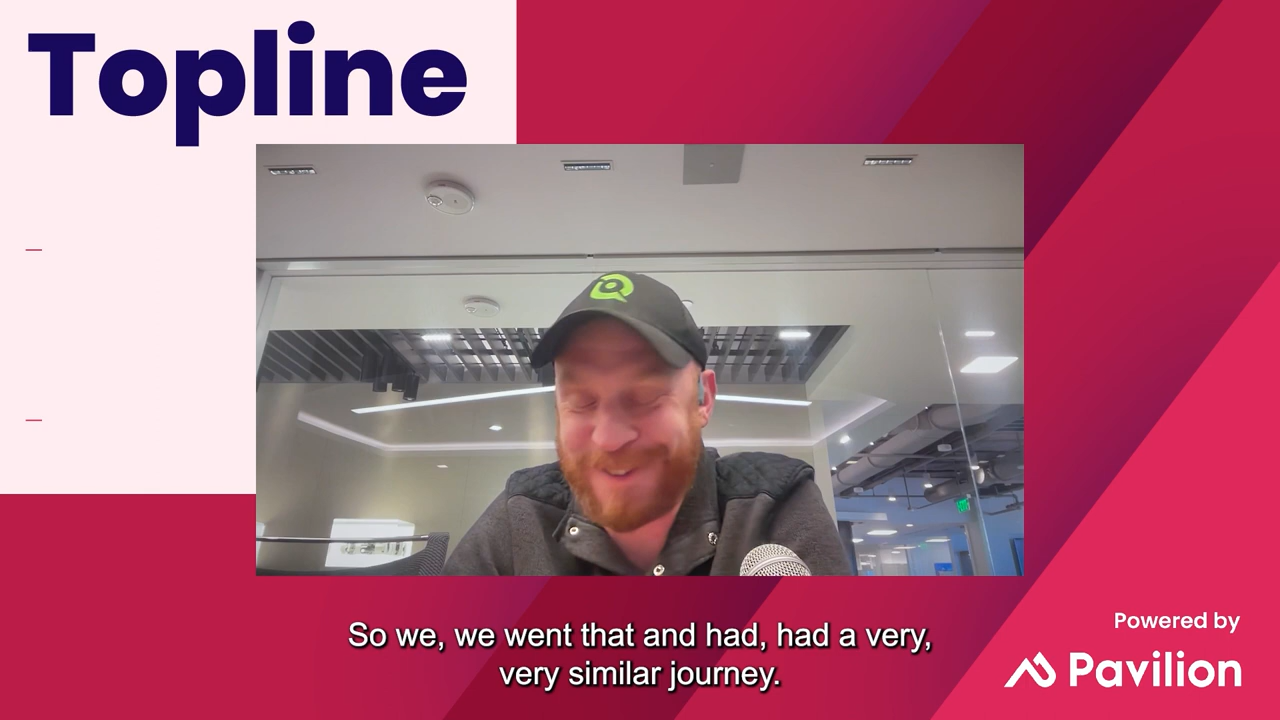 Topline
So we, we went that and had, had a very,
very similar journey.
Powered by
Pavilion